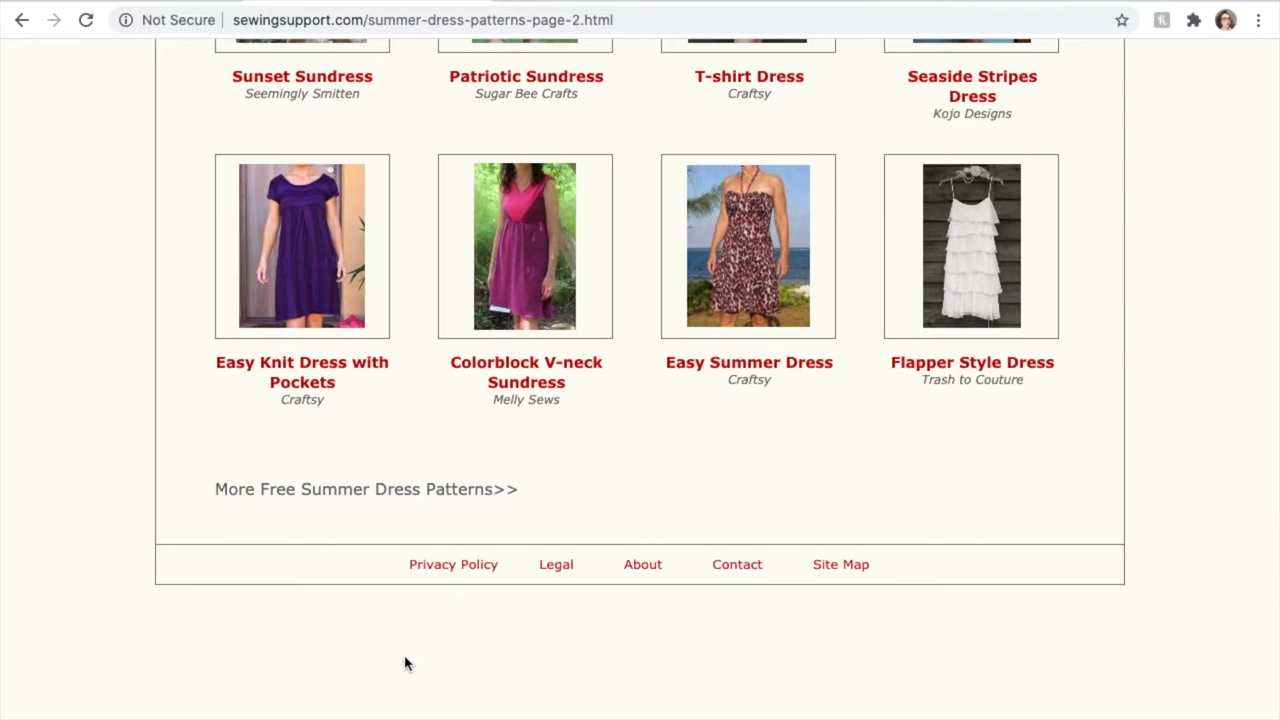 Not Secure | sewingsupport.com/summer-dress-patterns-page-2.html
Sunset Sundress
Seemingly Smitten
Patriotic Sundress
Sugar Bee Crafts
T-shirt Dress
Craftsy
Seaside Stripes
Dress
Kojo Designs
Easy Knit Dress with
Pockets
Craftsy
Colorblock V-neck
Sundress
Melly Sews
Easy Summer Dress
Craftsy
Flapper Style Dress
Trash to Couture
More Free Summer Dress Patterns>>
Privacy Policy Legal About Contact Site Map